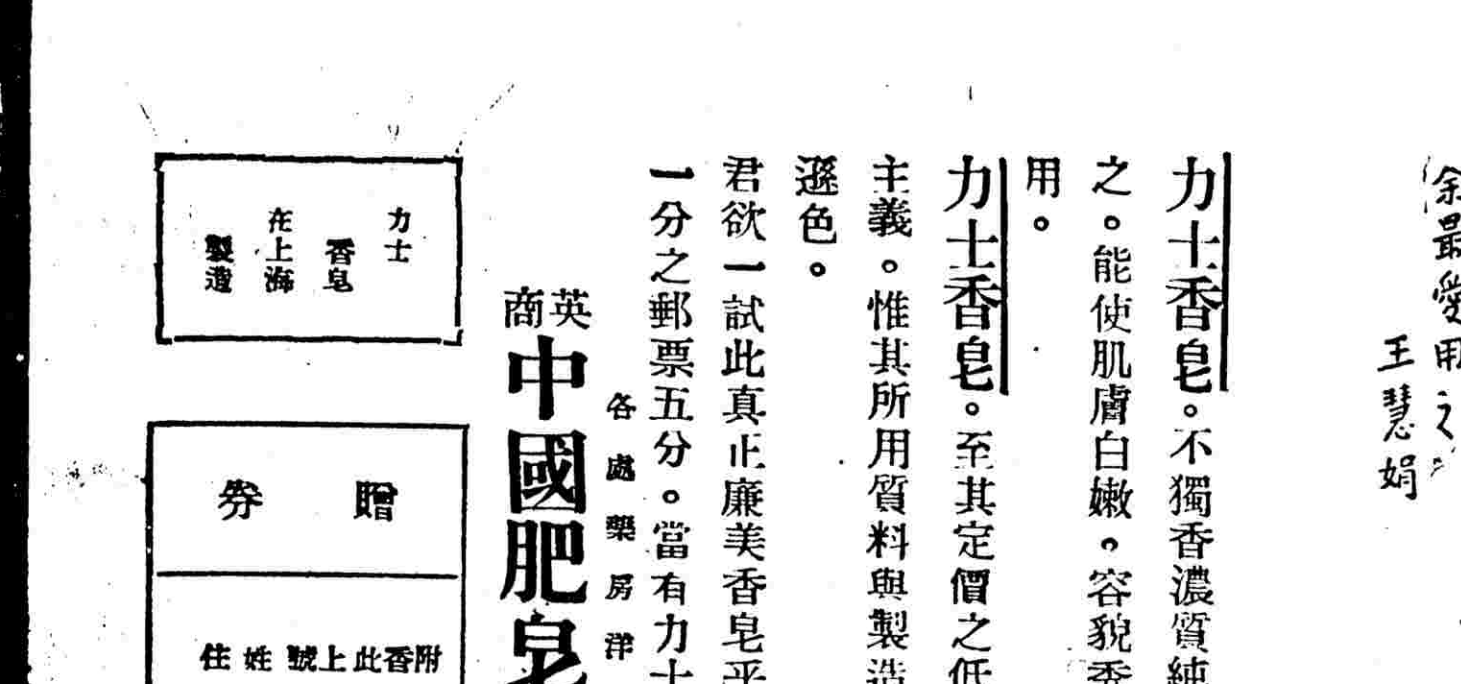 余最愛用之
王慧娟
力士香皂。不獨香濃質純
之。能使肌膚白嫩。容貌秀
用。
力士香皂。至其定價之低
主義。惟其所用質料與製造
遜色。
君欲一試此真正廉美香皂乎
一分之郵票五分。當有力士
各處藥房洋
英商
中國肥皂
力士
香皂
在上海
製造
贈券
附香此上號姓住